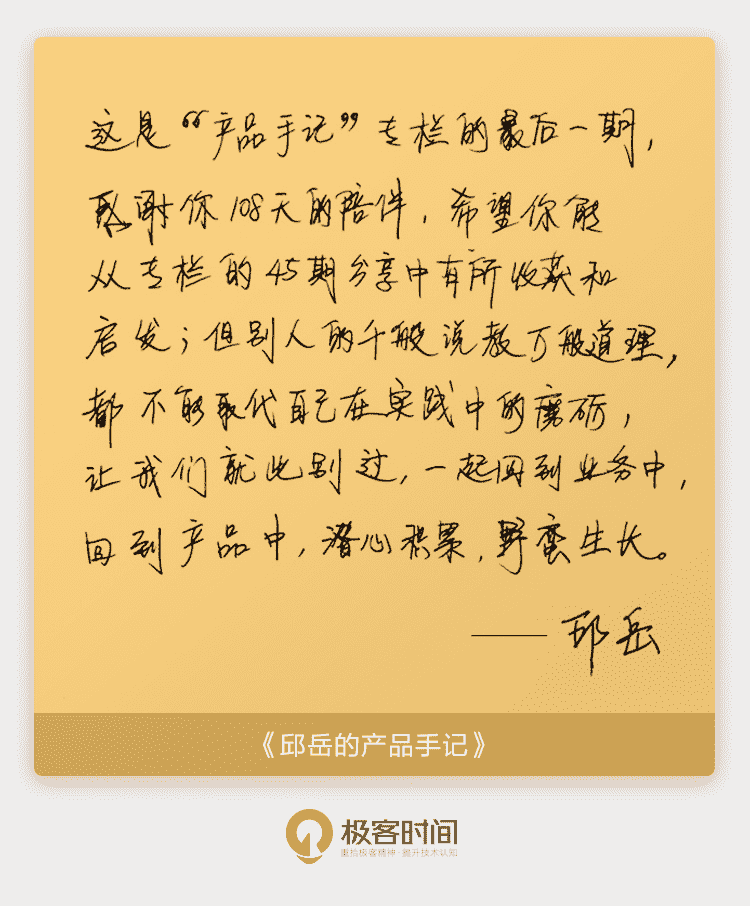 这是“产品手记”专栏的最后一期，
感谢你108天的陪伴，希望你能
从专栏的45期分享中有所收获和
启发；但别人的千般说教万般道理，
都不能取代自己在实践中的磨砺，
让我们就此别过，一起回到业务中，
回到产品中，潜心积累，野蛮生长。
—— 邱岳
《邱岳的产品手记》
极客时间
重拾极客精神·提升技术认知